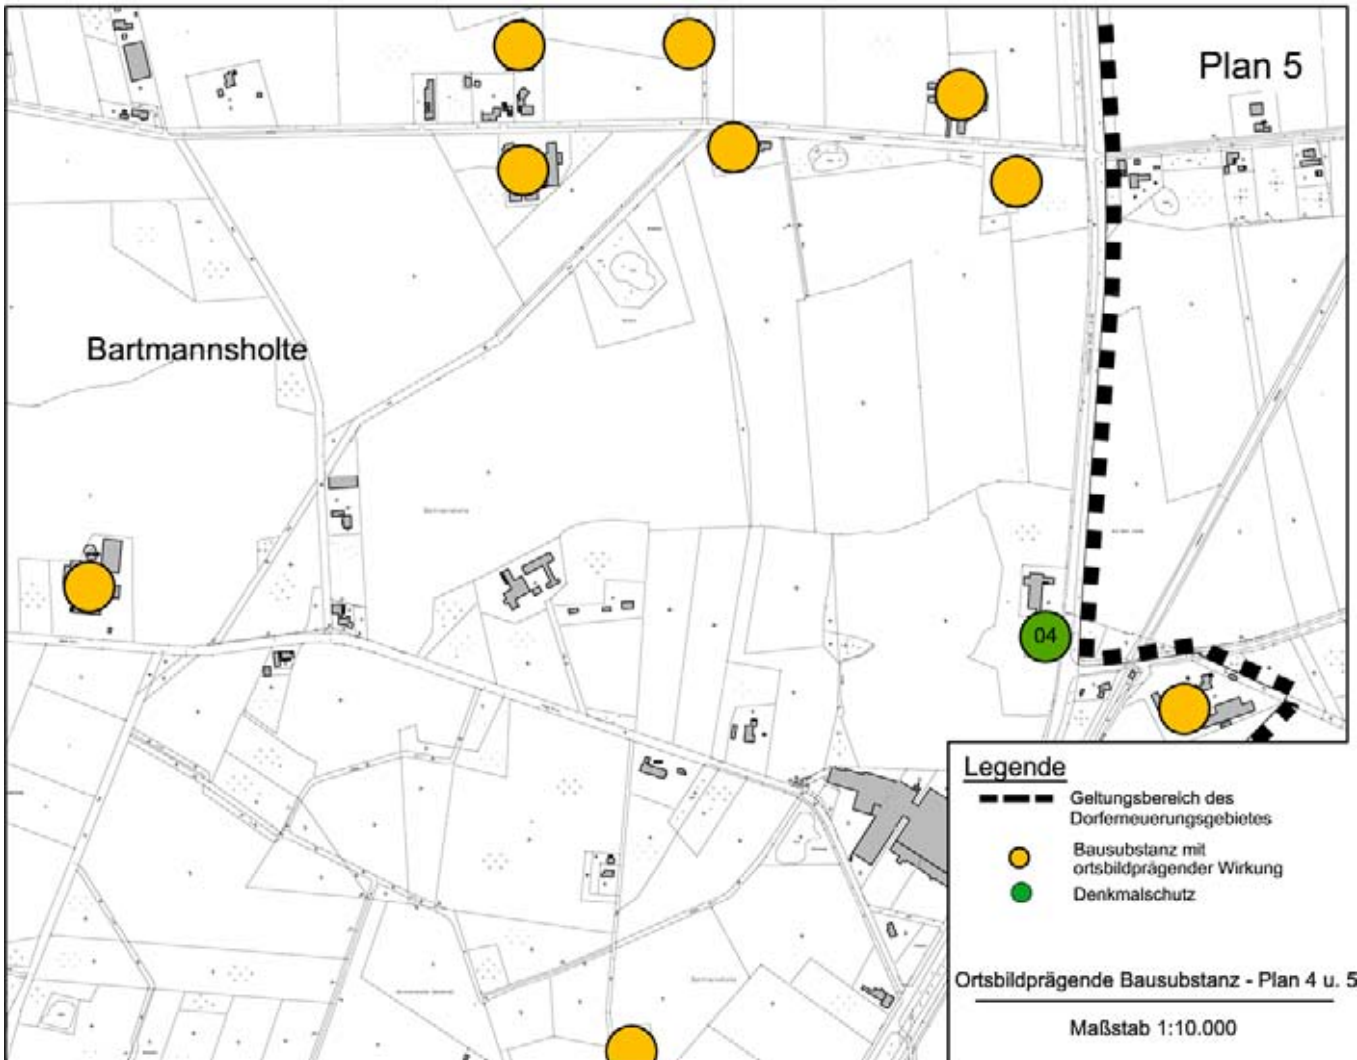 Plan 5
Bartmannsholte
04
Legende
Geltungsbereich des
Dorferneuerungsgebietes
Bausubstanz mit
ortsbildprägender Wirkung
Denkmalschutz
Ortsbildprägende Bausubstanz - Plan 4 u. 5
Maßstab 1:10.000